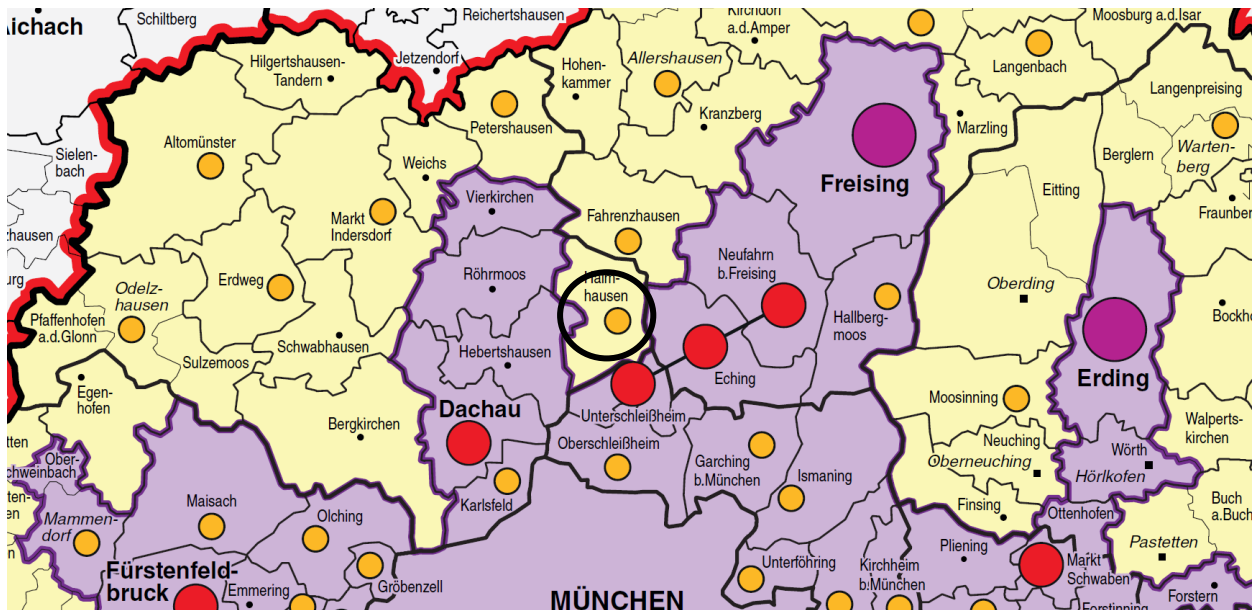 Aichach
Schiltberg
Reichertshausen
Jetzendorf
Hilgertshausen-
Tandern
Hohen-
kammer
Kirchdorf
a.d.Amper
Allershausen
Kranzberg
Moosburg a.d.Isar
Langenbach
Marzling
Langenpreising
Warten-
berg
Berglern
Fraunber
Sielen-
bach
zhausen
urg
Altomünster
Petershausen
Weichs
Markt
Indersdorf
Vierkirchen
Fahrenzhausen
Freising
Eitting
Odelz-
hausen
Erdweg
Röhrmoos
Haim-
hausen
Neufahrn
b.Freising
Hallberg-
moos
Oberding
Pfaffenhofen
a.d.Glonn
Sulzemoos
Schwabhausen
Hebertshausen
Eching
Bockho
Erding
Egen-
hofen
Bergkirchen
Dachau
Unterschleißheim
Oberschleißheim
Moosinning
Neuching
Oberneuching
Walperts-
kirchen
Wörth
Hörlkofen
Ober-
schweinbach
Maisach
Olching
Karlsfeld
Garching
b.München
Ismaning
Finsing
Ottenhofen
Buch
a.Buch
Mammen-
dorf
Pastetten
Fürstenfeld-
bruck
Emmering
Gröbenzell
MÜNCHEN
Unterföhring
Kirchheim
b.München
Pliening
Markt
Schwaben
Forstinning
Forstern